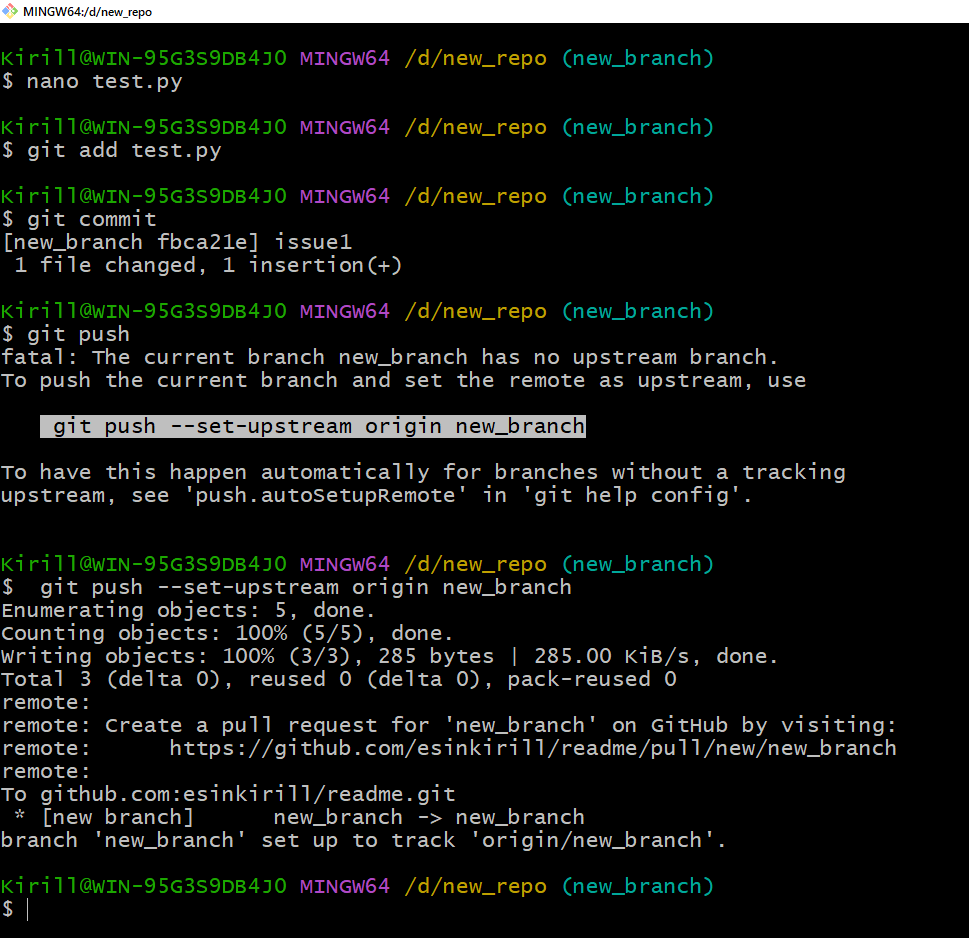 MINGW64:/d/new_repo
Kirill@WIN-95G3S9DB4JO MINGW64 /d/new_repo (new_branch)
$ nano test.py
Kirill@WIN-95G3S9DB4JO MINGW64 /d/new_repo (new_branch)
$ git add test.py
Kirill@WIN-95G3S9DB4JO MINGW64 /d/new_repo (new_branch)
$ git commit
[new_branch fbca21e] issue1
 1 file changed, 1 insertion(+)
Kirill@WIN-95G3S9DB4JO MINGW64 /d/new_repo (new_branch)
$ git push
fatal: The current branch new_branch has no upstream branch.
To push the current branch and set the remote as upstream, use
    git push --set-upstream origin new_branch
To have this happen automatically for branches without a tracking
upstream, see 'push.autoSetupRemote' in 'git help config'.
Kirill@WIN-95G3S9DB4JO MINGW64 /d/new_repo (new_branch)
$  git push --set-upstream origin new_branch
Enumerating objects: 5, done.
Counting objects: 100% (5/5), done.
Writing objects: 100% (3/3), 285 bytes | 285.00 KiB/s, done.
Total 3 (delta 0), reused 0 (delta 0), pack-reused 0
remote:
remote: Create a pull request for 'new_branch' on GitHub by visiting:
remote:      https://github.com/esinkirill/readme/pull/new/new_branch
remote:
To github.com:esinkirill/readme.git
 * [new branch]      new_branch -> new_branch
branch 'new_branch' set up to track 'origin/new_branch'.
Kirill@WIN-95G3S9DB4JO MINGW64 /d/new_repo (new_branch)
$